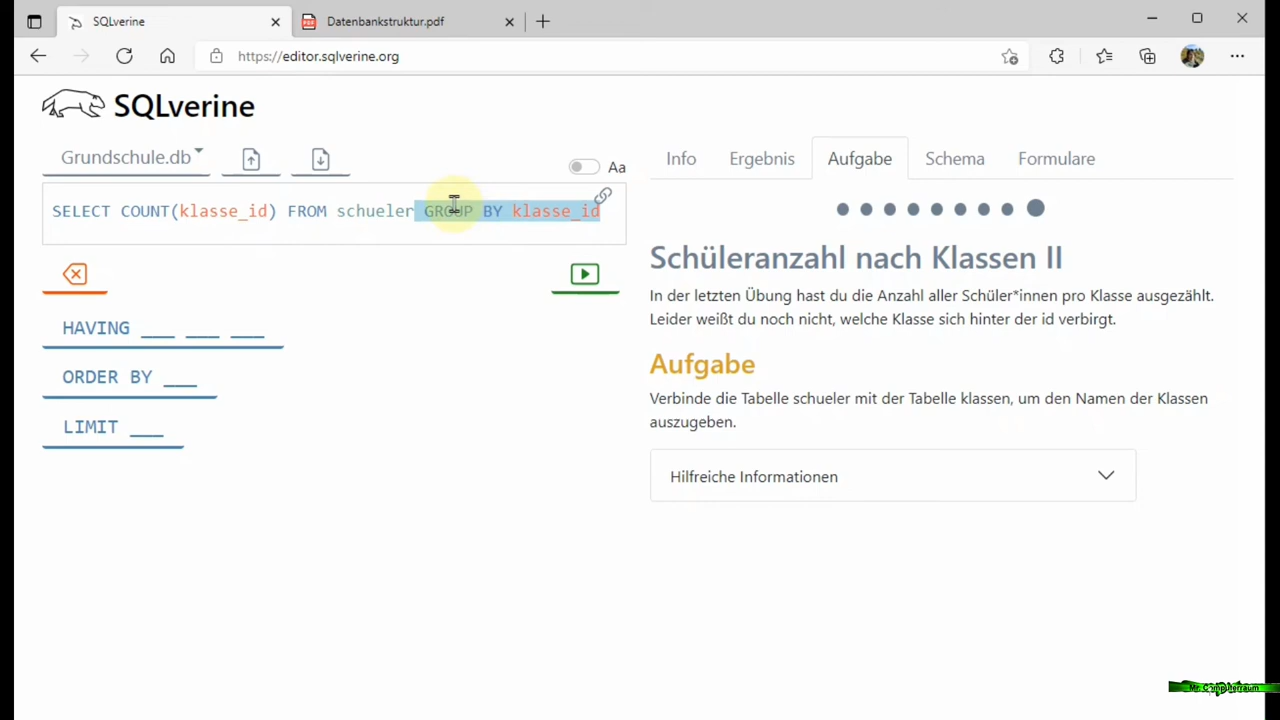 SQLverine
Datenbankstruktur.pdf
https://editor.sqlverine.org
SQLverine
Grundschule.db
Aa
SELECT COUNT(klasse_id) FROM schueler GROUP BY klasse_id
HAVING ___ ___ ___
ORDER BY ___
LIMIT ___
Info Ergebnis Aufgabe Schema Formulare
Schüleranzahl nach Klassen II
In der letzten Übung hast du die Anzahl aller Schüler*innen pro Klasse ausgezählt.
Leider weißt du noch nicht, welche Klasse sich hinter der id verbirgt.
Aufgabe
Verbinde die Tabelle schueler mit der Tabelle klassen, um den Namen der Klassen
auszugeben.
Hilfreiche Informationen
Mr. Computerraum